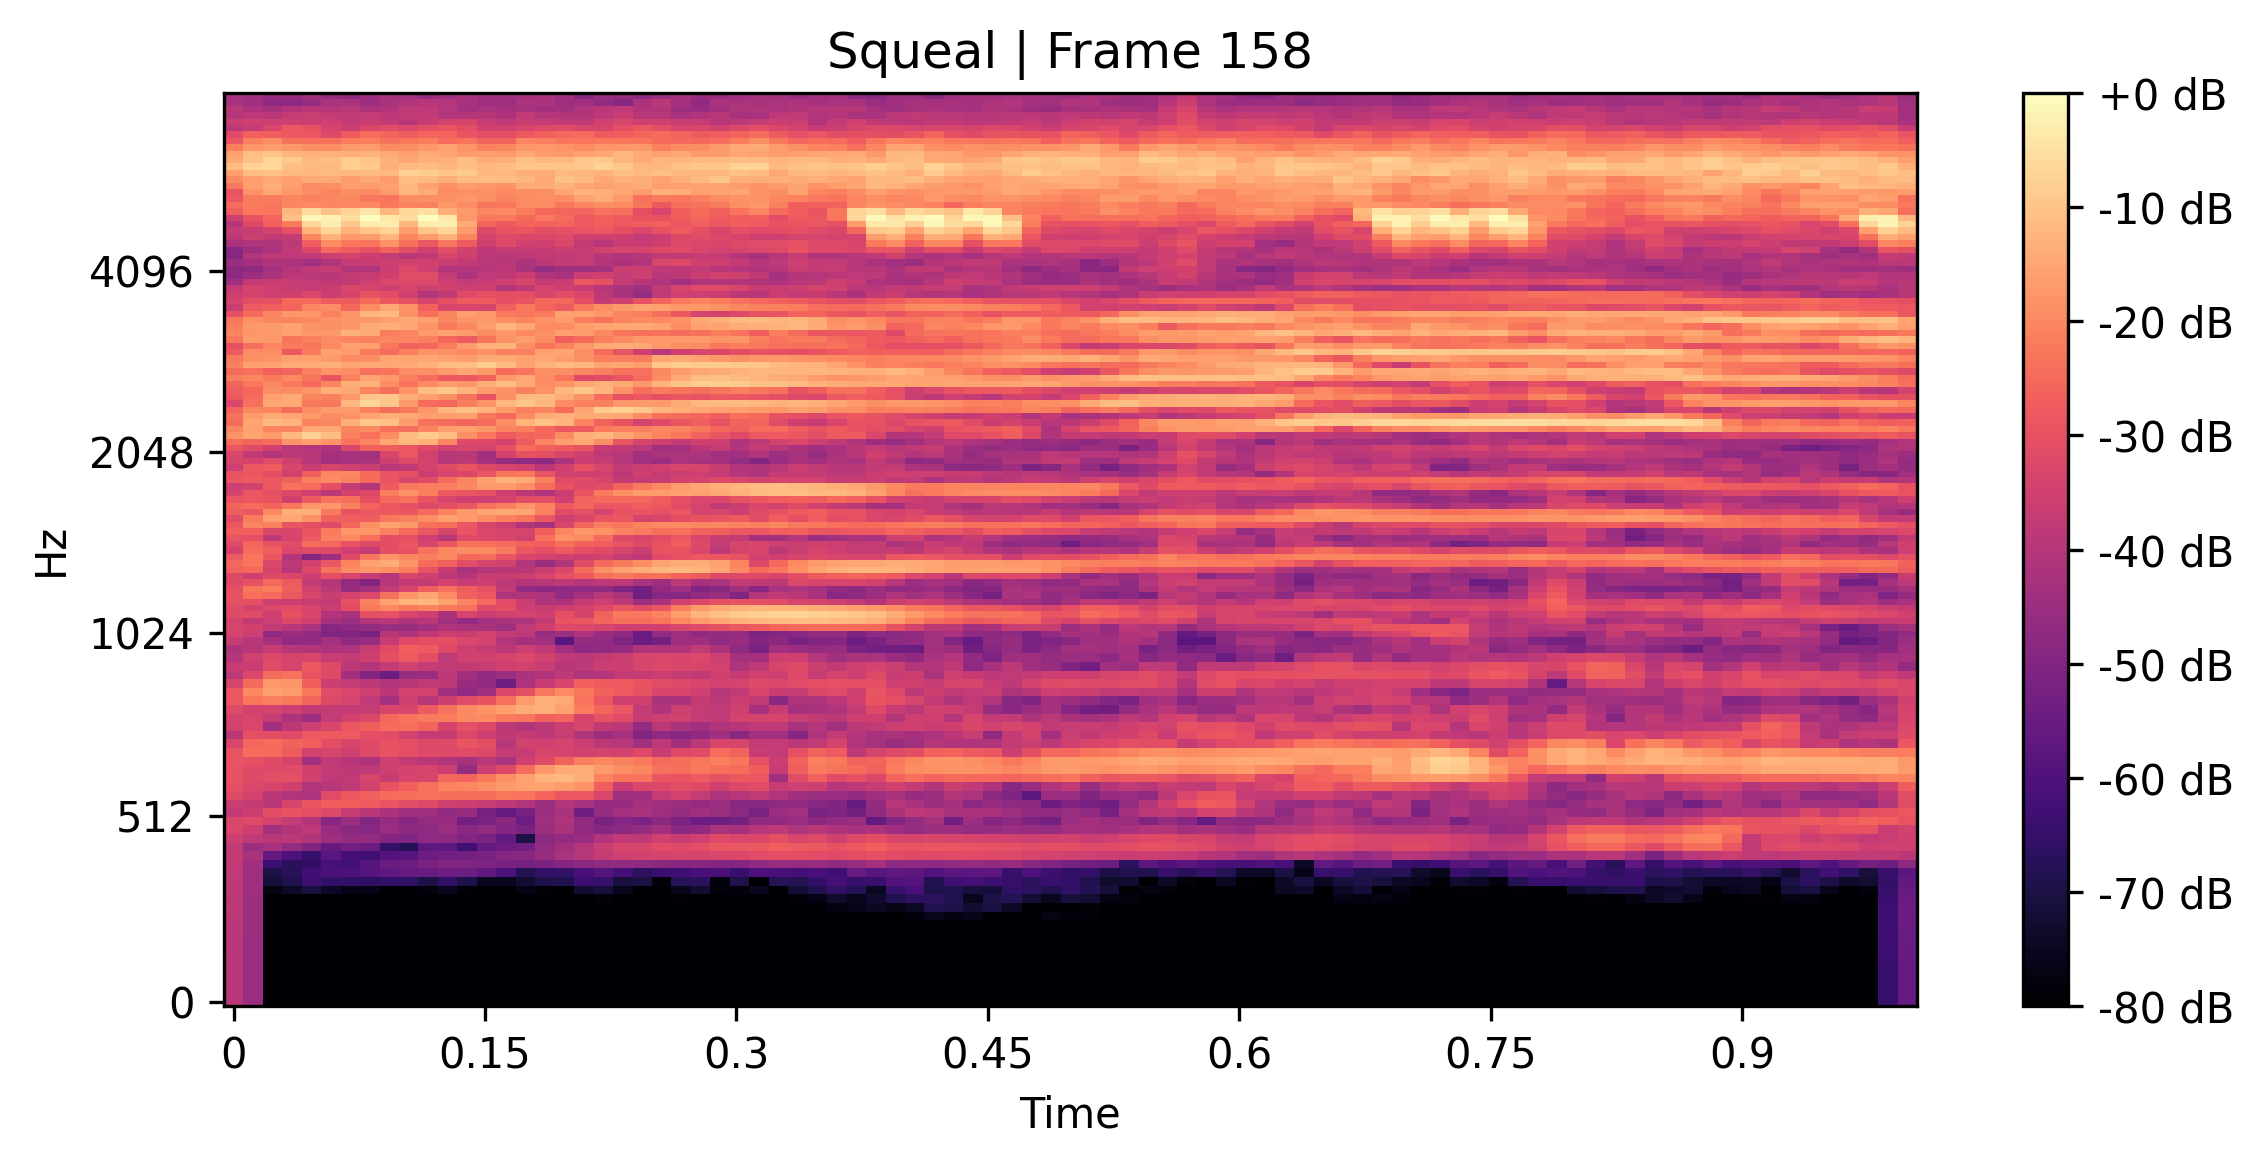 Squeal | Frame 158
+0 dB
-10 dB
-20 dB
-30 dB
-40 dB
-50 dB
-60 dB
-70 dB
-80 dB
Hz
4096
2048
1024
512
0
0 0.15 0.3 0.45 0.6 0.75 0.9
Time